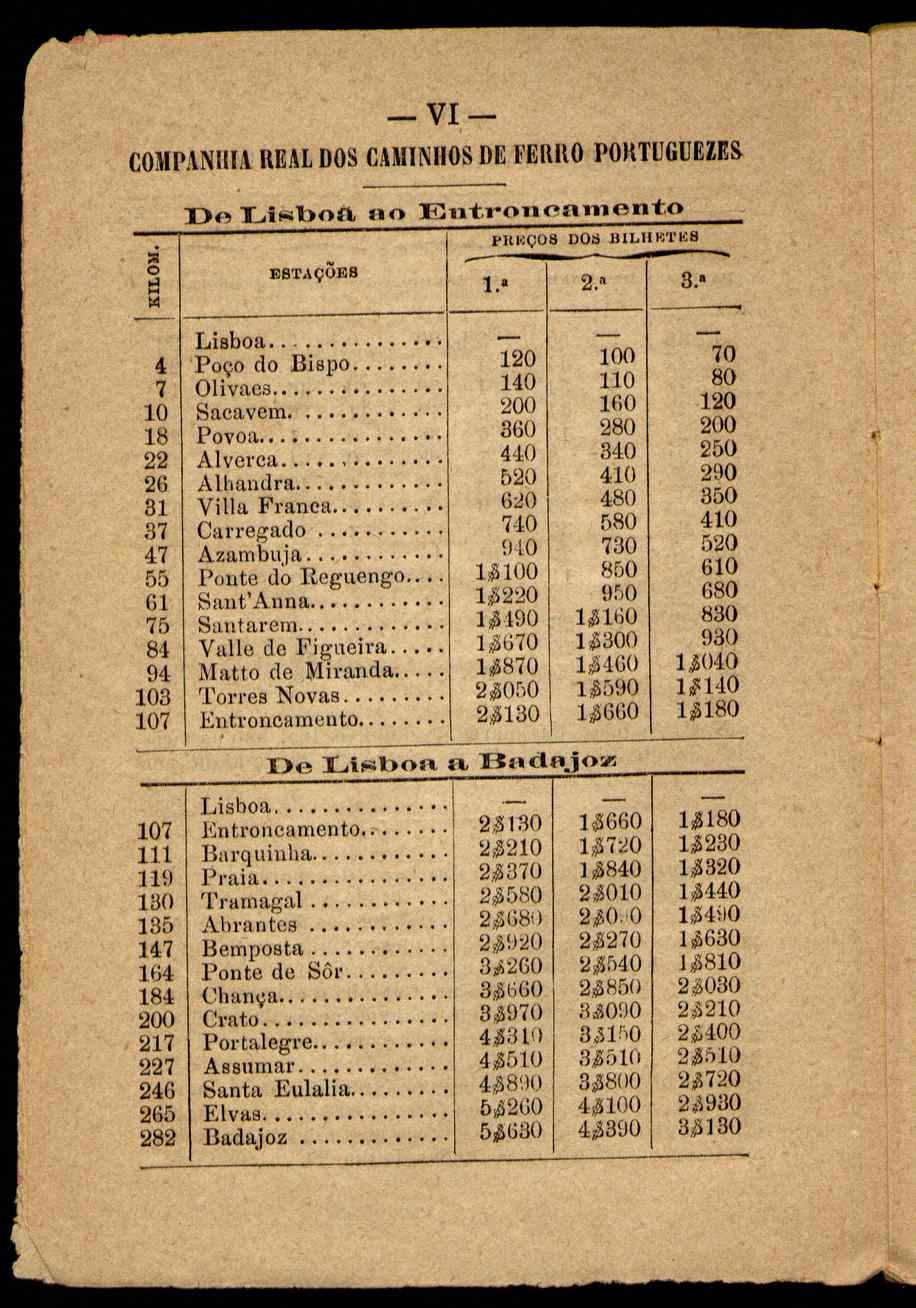 — VI —
COMPANHIA REAL DOS CAMINHOS DE FERRO PORTUGUEZES
De Lisboa ao Entroncamento
KILOM. ESTAÇÕES PREÇOS DOS BILHETES
1.ª 2.ª 3.ª
Lisboa............... — — —
4 Poço do Bispo........ 120 100 70
7 Olivaes............... 140 110 80
10 Sacavem............. 200 160 120
18 Povoa............... 360 280 200
22 Alverca.............. 440 340 250
26 Alhandra............. 520 410 290
31 Villa Franca.......... 620 480 350
37 Carregado ........... 740 580 410
47 Azambuja............ 940 730 520
55 Ponte do Reguengo.... 1$100 850 610
61 Sant'Anna............ 1$220 950 680
75 Santarem............. 1$490 1$160 830
84 Valle de Figueira..... 1$670 1$300 930
94 Matto de Miranda..... 1$870 1$460 1$040
103 Torres Novas......... 2$050 1$590 1$140
107 Entroncamento........ 2$130 1$660 1$180
De Lisboa a Badajoz
Lisboa............... — — —
107 Entroncamento........ 2$130 1$660 1$180
111 Barquinha............ 2$210 1$720 1$230
119 Praia................ 2$370 1$840 1$320
130 Tramagal ............ 2$580 2$010 1$440
135 Abrantes ............ 2$680 1$490
147 Bemposta ............ 2$920 2$270 1$630
164 Ponte de Sôr......... 3$260 2$540 1$810
184 Chança.............. 3$660 2$850 2$030
200 Crato................ 3$970 3$090 2$210
217 Portalegre............ 4$310 2$400
227 Assumar............. 4$510 3$510 2$510
246 Santa Eulalia......... 4$890 3$800 2$720
265 Elvas................ 5$260 4$100 2$930
282 Badajoz ............. 5$630 4$390 3$130